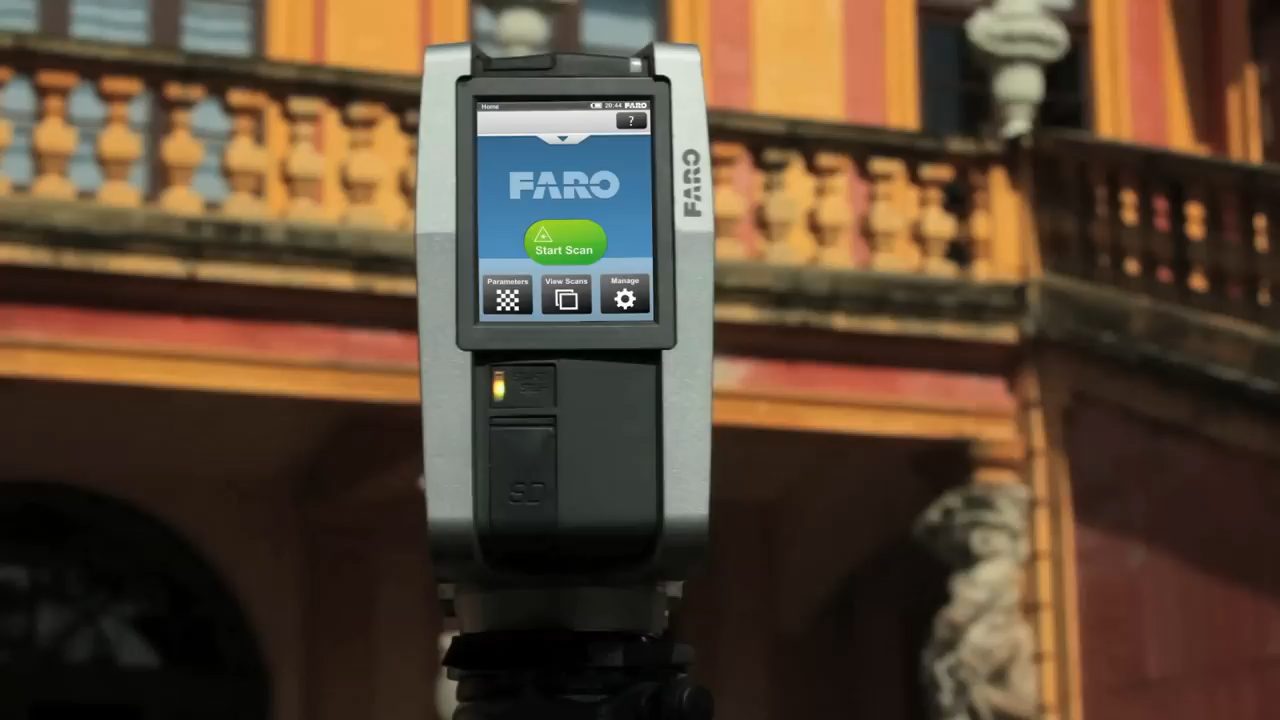 Home 20:44 FARO
?
FARO
FARO
Start Scan
Parameters View Scans Manage
SD